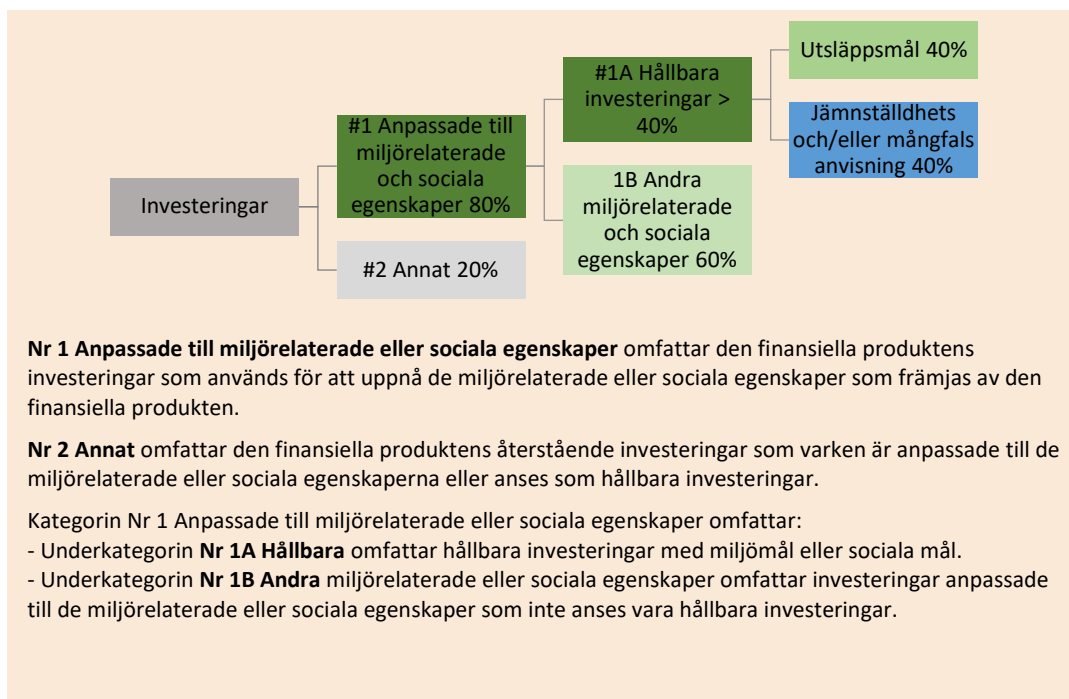 Investeringar
#1 Anpassade till
miljörelaterade
och sociala
egenskaper 80%
#2 Annat 20%
#1A Hållbara
investeringar >
40%
1B Andra
miljörelaterade
och sociala
egenskaper 60%
Utsläppsmål 40%
Jämnställdhets
och/eller mångfals
anvisning 40%
Nr 1 Anpassade till miljörelaterade eller sociala egenskaper omfattar den finansiella produktens
investeringar som används för att uppnå de miljörelaterade eller sociala egenskaper som främjas av den
finansiella produkten.
Nr 2 Annat omfattar den finansiella produktens återstående investeringar som varken är anpassade till de
miljörelaterade eller sociala egenskaperna eller anses som hållbara investeringar.
Kategorin Nr 1 Anpassade till miljörelaterade eller sociala egenskaper omfattar:
- Underkategorin Nr 1A Hållbara omfattar hållbara investeringar med miljömål eller sociala mål.
- Underkategorin Nr 1B Andra miljörelaterade eller sociala egenskaper omfattar investeringar anpassade
till de miljörelaterade eller sociala egenskaper som inte anses vara hållbara investeringar.